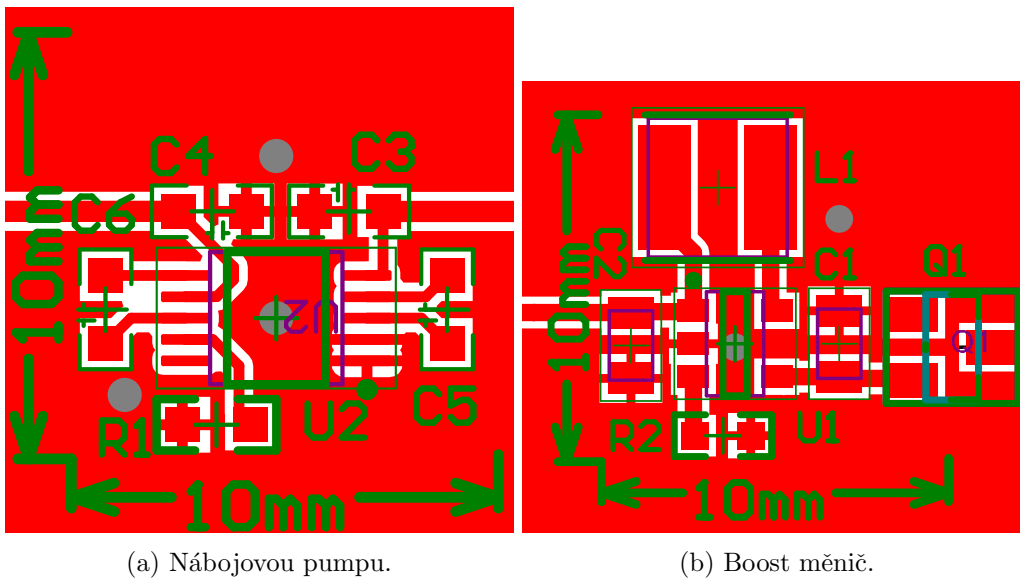 C4
C3
C6
10mm
U2
C5
R1
U2
10mm
L1
C2
C1
Q1
10mm
Q1
R2
U1
10mm
(a) Nábojovou pumpu.
(b) Boost měnič.